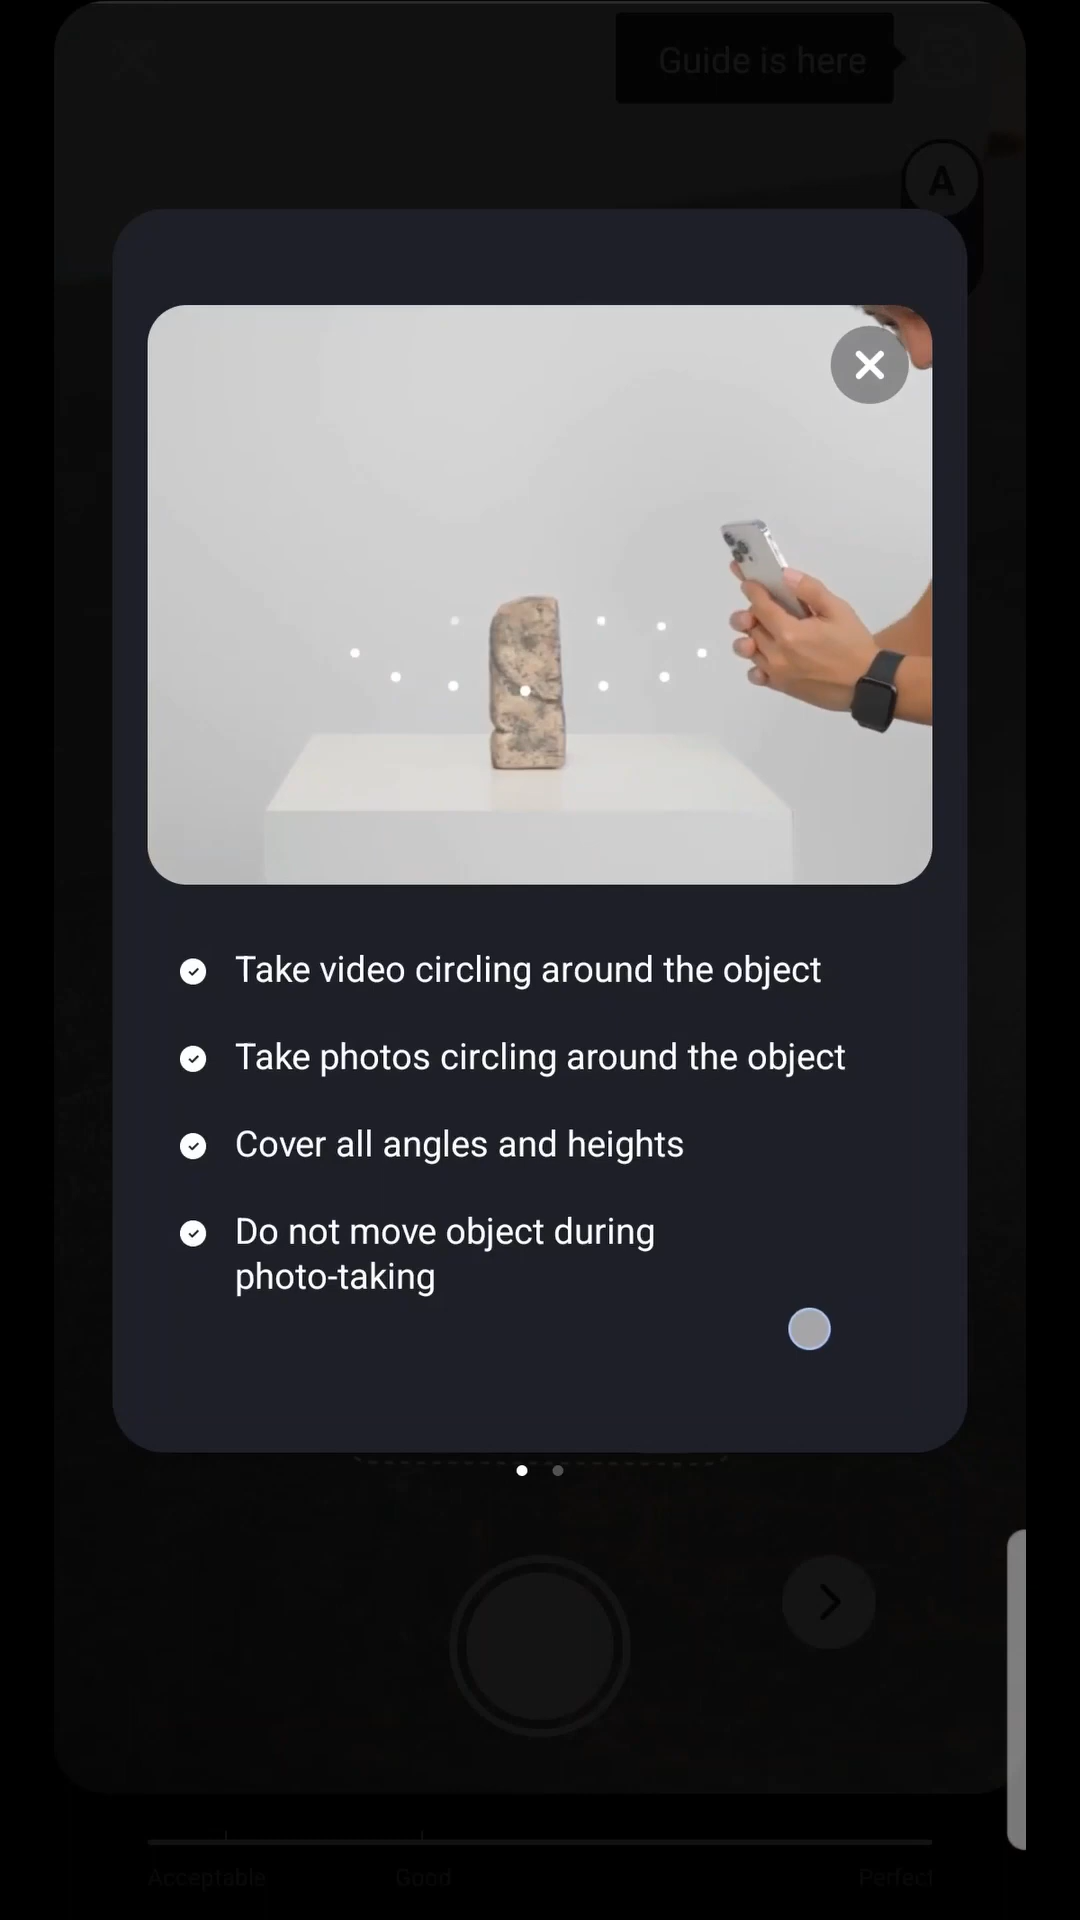 Guide is here
A
Take video circling around the object
Take photos circling around the object
Cover all angles and heights
Do not move object during
photo-taking
Acceptable
Good
Perfect